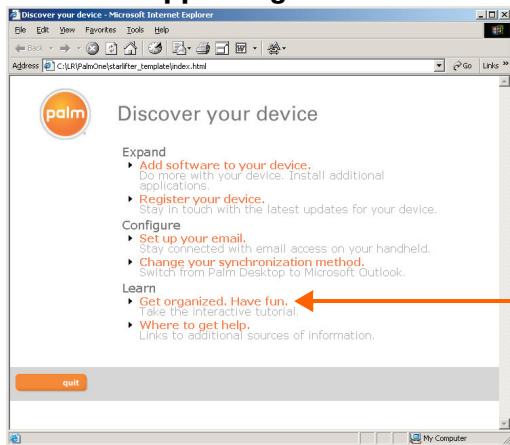 Discover your device - Microsoft Internet Explorer
File Edit View Favorites Tools Help
Back
Address C:\LR\PalmOne\starlifter_template\index.html Go Links »
palm
Discover your device
Expand
Add software to your device.
Do more with your device. Install additional
applications.
Register your device.
Stay in touch with the latest updates for your device.
Configure
Set up your email.
Stay connected with email access on your handheld.
Change your synchronization method.
Switch from Palm Desktop to Microsoft Outlook.
Learn
Get organized. Have fun.
Take the interactive tutorial.
Where to get help.
Links to additional sources of information.
quit
My Computer